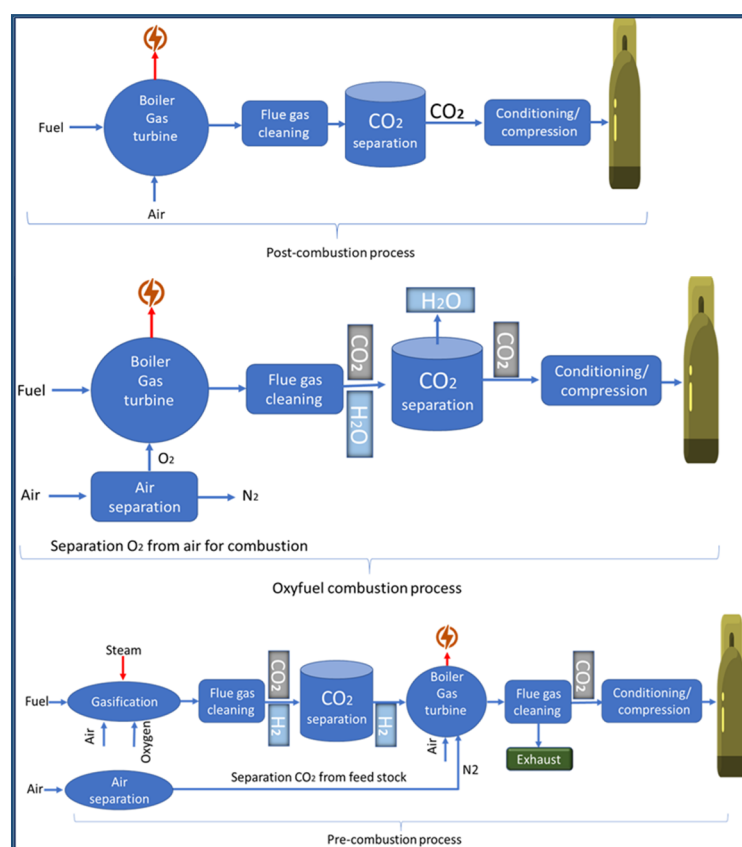 Boiler
Gas
turbine
Fuel
Air
Flue gas
cleaning
CO₂
separation
CO₂
Conditioning/
compression
Post-combustion process
Boiler
Gas
turbine
Fuel
O₂
Air
Air
separation
N₂
Flue gas
cleaning
CO₂
H₂O
H₂O
CO₂
separation
CO₂
Conditioning/
compression
Separation O₂ from air for combustion
Oxyfuel combustion process
Steam
Fuel
Gasification
Air
Oxygen
Flue gas
cleaning
CO₂
H₂
CO₂
separation
H₂
Boiler
Gas
turbine
Air
N2
Flue gas
cleaning
Exhaust
CO₂
Conditioning/
compression
Air
Air
separation
Separation CO₂ from feed stock
Pre-combustion process